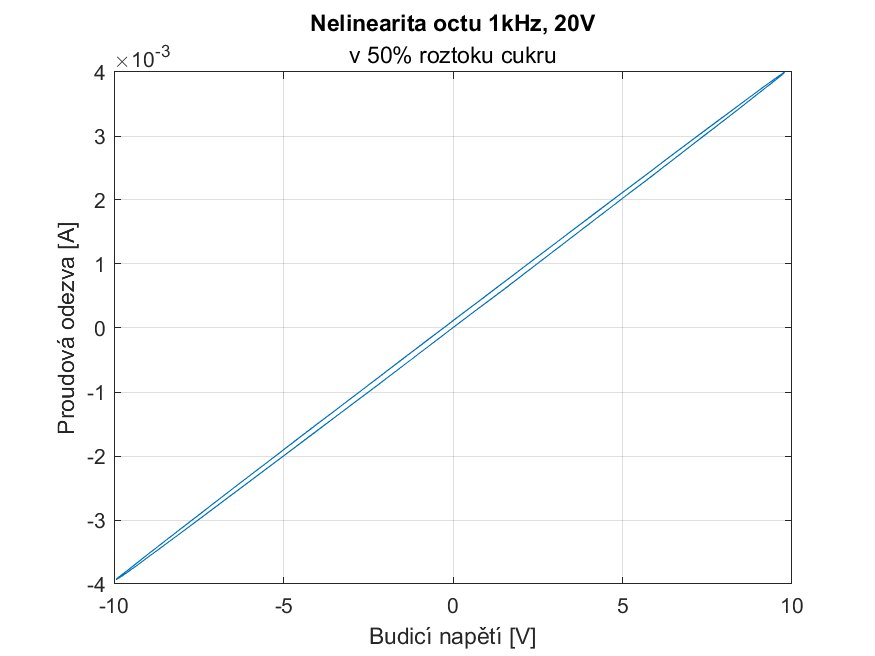 Nelinearita octu 1kHz, 20V
v 50% roztoku cukru
×10⁻³
4
3
2
1
0
-1
-2
-3
-4
Proudová odezva [A]
-10 -5 0 5 10
Budicí napětí [V]